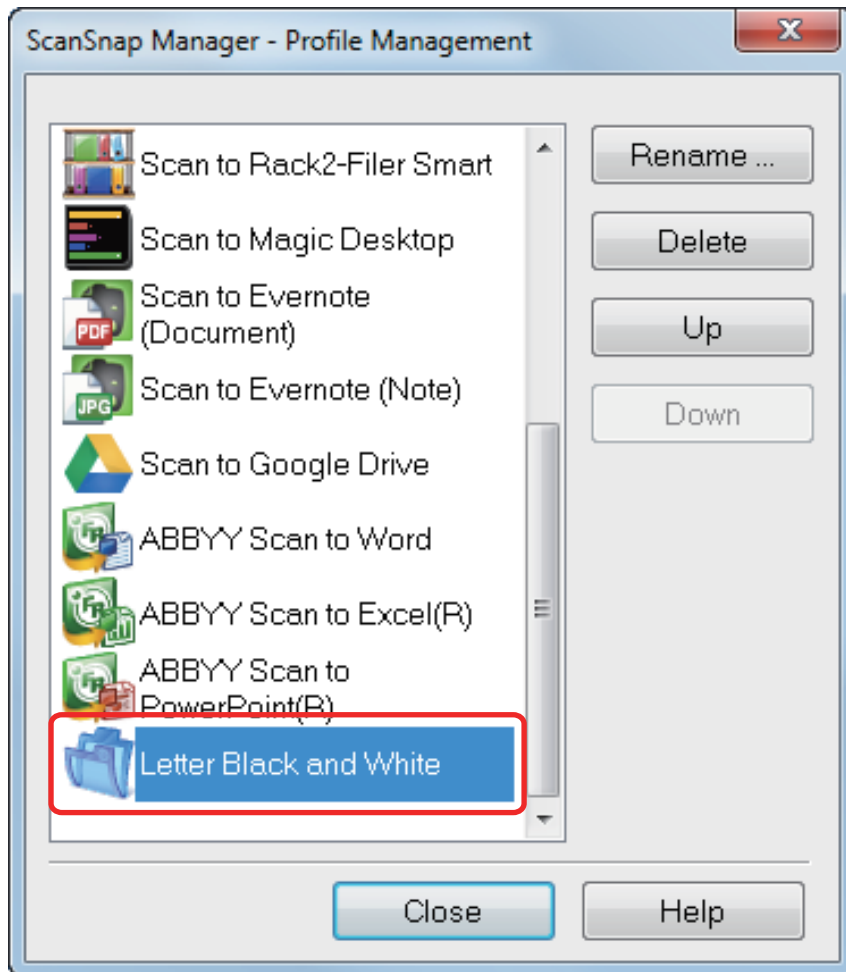 ScanSnap Manager - Profile Management
Scan to Rack2-Filer Smart
Scan to Magic Desktop
PDF
Scan to Evernote
(Document)
JPG
Scan to Evernote (Note)
Scan to Google Drive
ABBYY Scan to Word
ABBYY Scan to Excel(R)
ABBYY Scan to
PowerPoint(R)
Letter Black and White
Rename ...
Delete
Up
Down
Close
Help